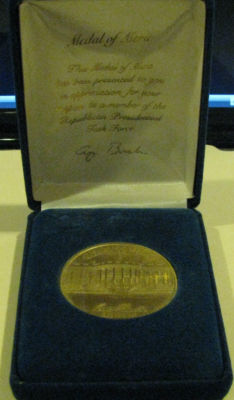 Medal of Merit
This Medal of Merit
has been presented to you
in appreciation for your
as a member of the
Republican Presidential
Task Force.
G Bush